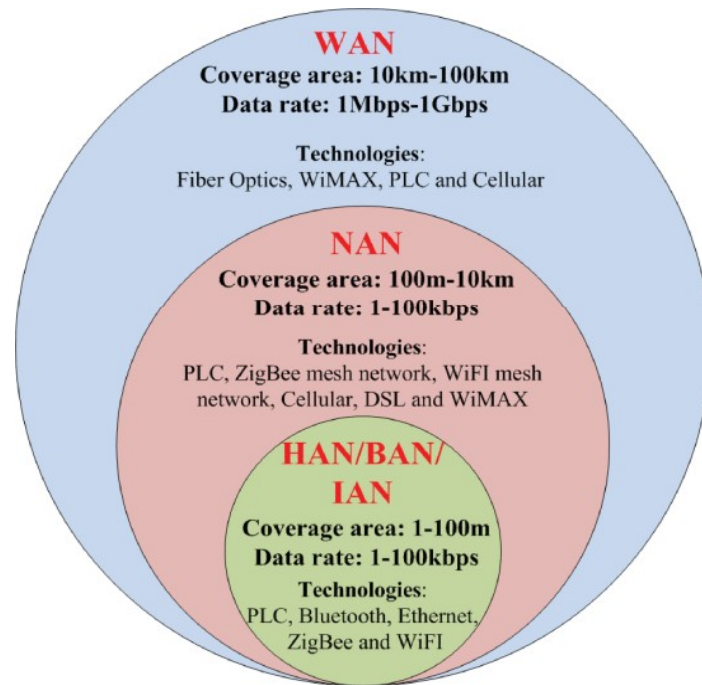 WAN
Coverage area: 10km-100km
Data rate: 1Mbps-1Gbps
Technologies:
Fiber Optics, WiMAX, PLC and Cellular
NAN
Coverage area: 100m-10km
Data rate: 1-100kbps
Technologies:
PLC, ZigBee mesh network, WiFI mesh
network, Cellular, DSL and WiMAX
HAN/BAN/
IAN
Coverage area: 1-100m
Data rate: 1-100kbps
Technologies:
PLC, Bluetooth, Ethernet,
ZigBee and WiFI